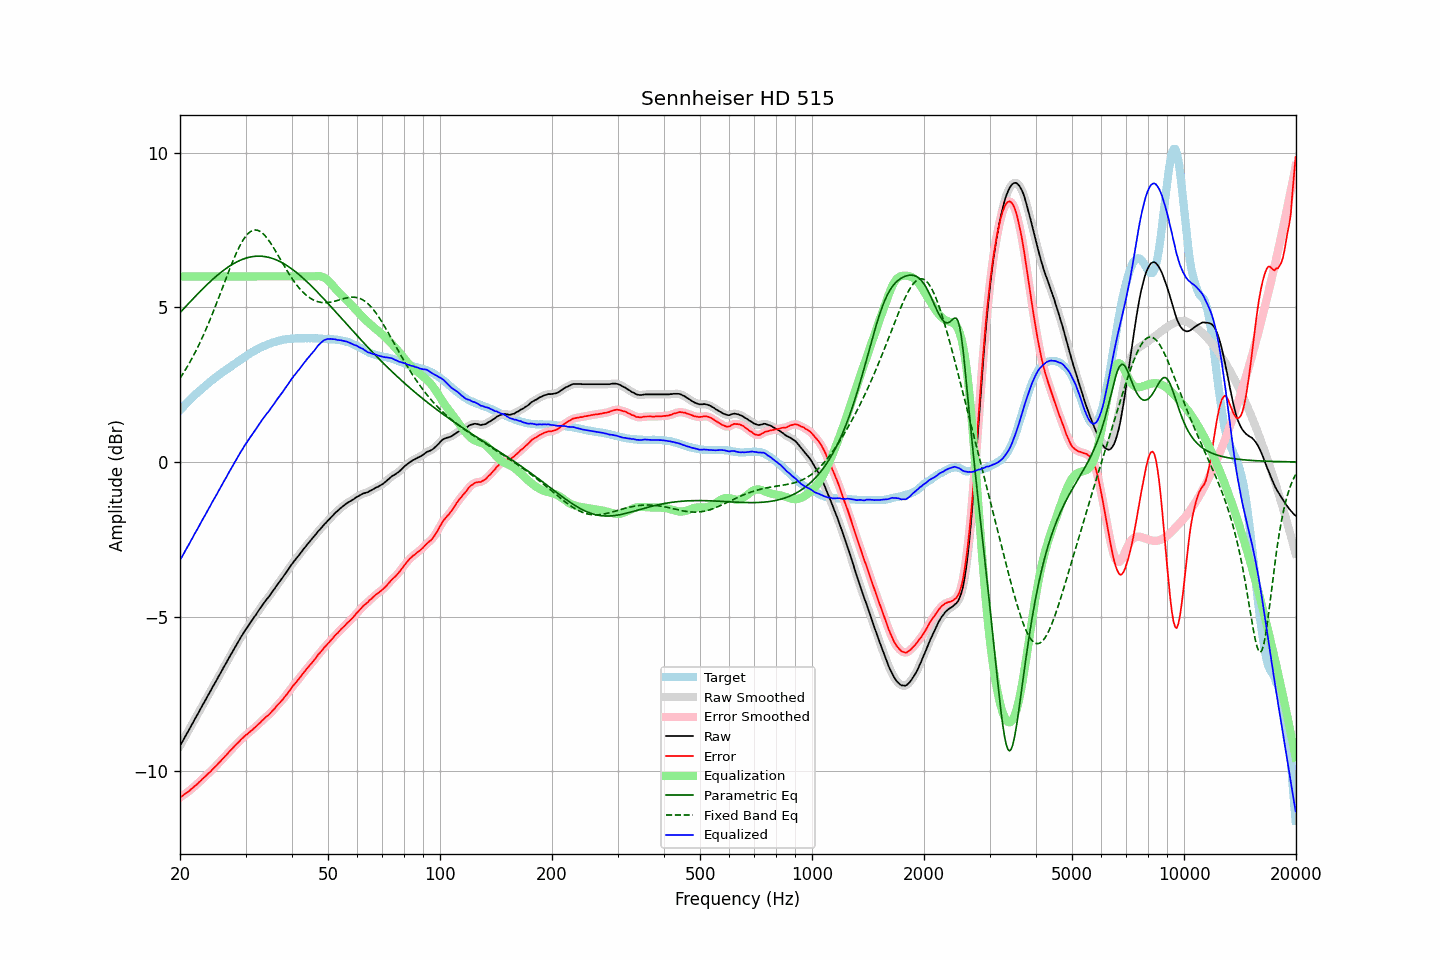 Sennheiser HD 515
Amplitude (dBr)
10
5
0
−5
−10
Target
Raw Smoothed
Error Smoothed
Raw
Error
Equalization
Parametric Eq
Fixed Band Eq
Equalized
20
50
100
200
500
1000
2000
5000
10000
20000
Frequency (Hz)